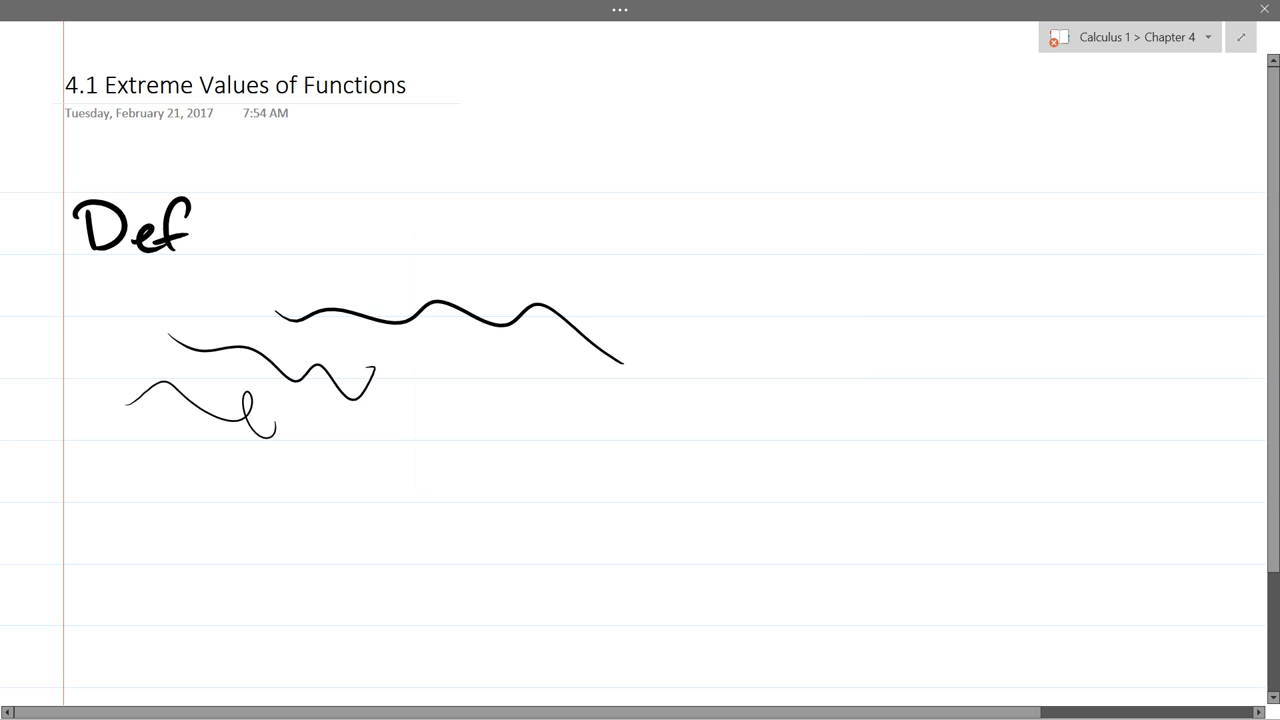 Calculus 1 > Chapter 4
4.1 Extreme Values of Functions
Tuesday, February 21, 2017 7:54 AM
Def